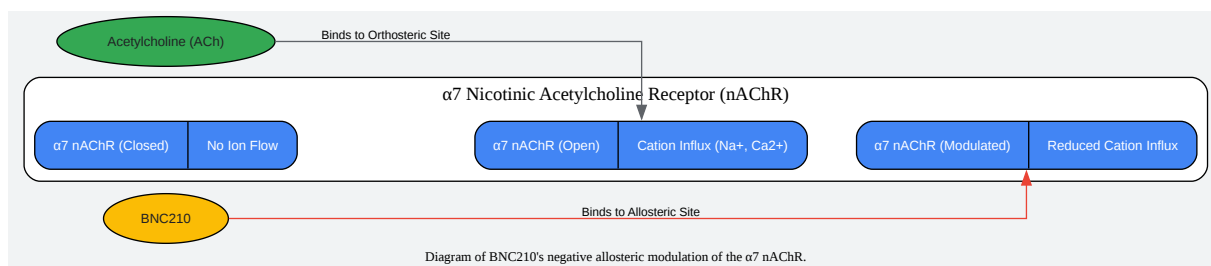 Acetylcholine (ACh)
Binds to Orthosteric Site
α7 Nicotinic Acetylcholine Receptor (nAChR)
α7 nAChR (Closed)
No Ion Flow
α7 nAChR (Open)
Cation Influx (Na+, Ca2+)
α7 nAChR (Modulated)
Reduced Cation Influx
BNC210
Binds to Allosteric Site
Diagram of BNC210's negative allosteric modulation of the α7 nAChR.